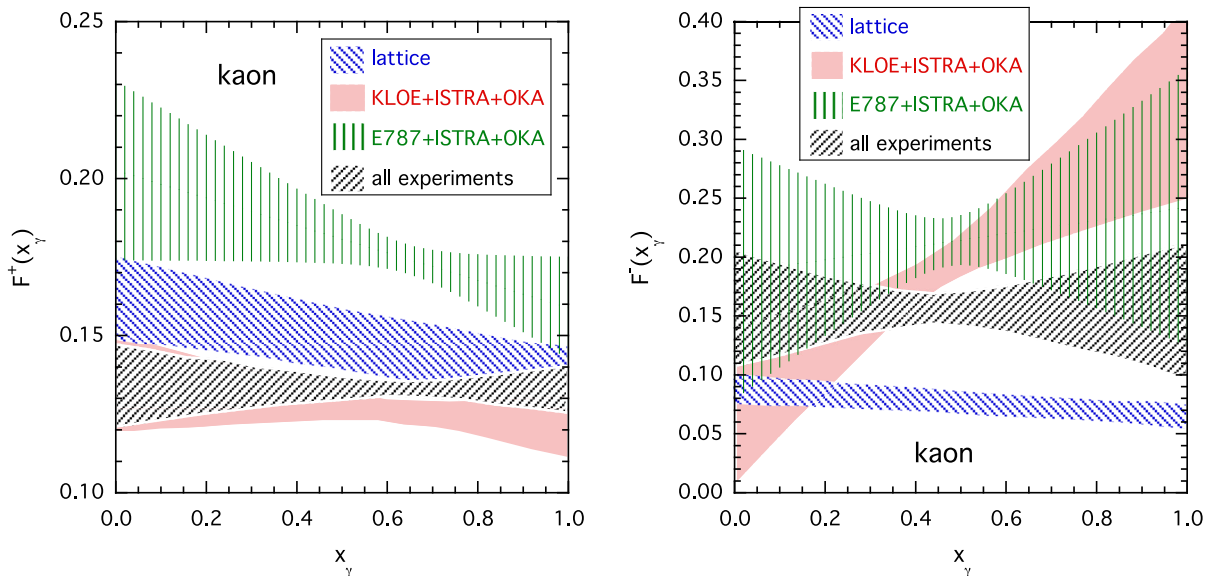 0.25
0.20
0.15
0.10
F⁺(xᵧ)
kaon
lattice
KLOE+ISTRA+OKA
E787+ISTRA+OKA
all experiments
0.0 0.2 0.4 0.6 0.8 1.0
xᵧ
0.40
0.35
0.30
0.25
0.20
0.15
0.10
0.05
0.00
F⁻(xᵧ)
lattice
KLOE+ISTRA+OKA
E787+ISTRA+OKA
all experiments
kaon
0.0 0.2 0.4 0.6 0.8 1.0
xᵧ